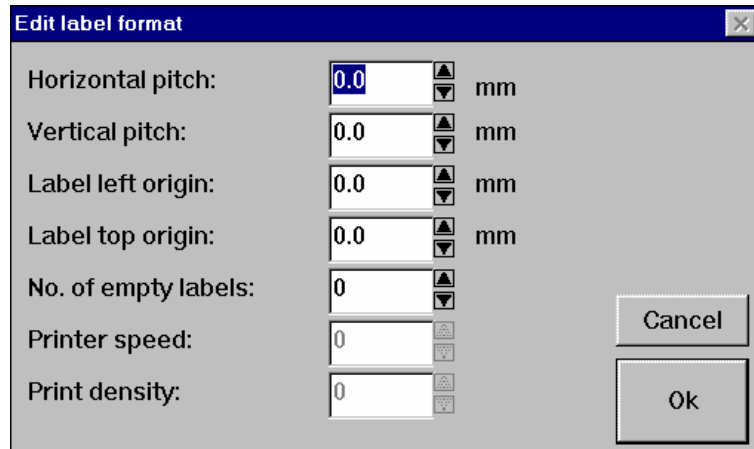 Edit label format
Horizontal pitch: 0.0 mm
Vertical pitch: 0.0 mm
Label left origin: 0.0 mm
Label top origin: 0.0 mm
No. of empty labels: 0
Printer speed: 0
Print density: 0
Cancel
Ok